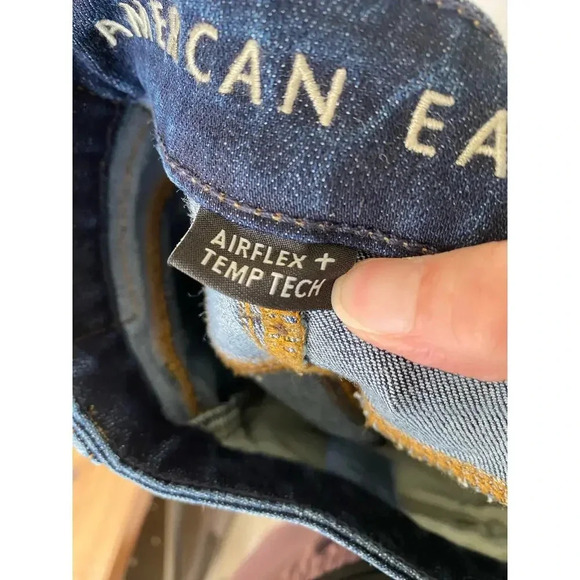 AMERICAN EA
AIRFLEX +
TEMP TECH